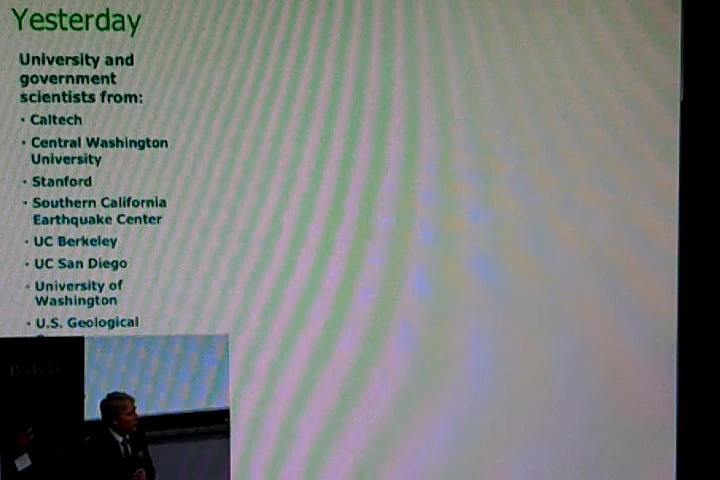 Yesterday
University and
government
scientists from:
• Caltech
• Central Washington
University
• Stanford
• Southern California
Earthquake Center
• UC Berkeley
• UC San Diego
• University of
Washington
• U.S. Geological